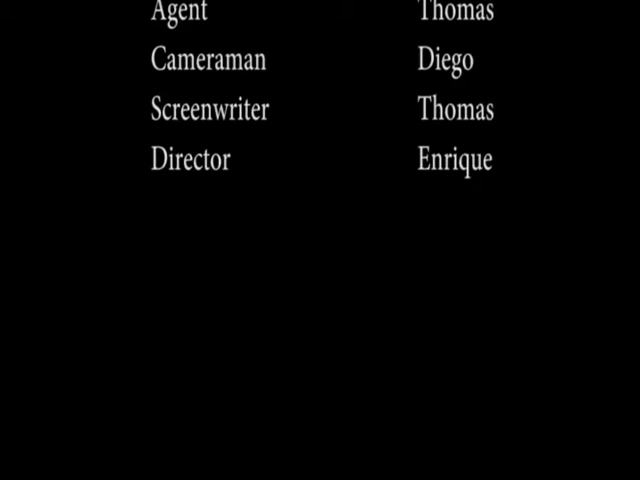 Agent Thomas
Cameraman Diego
Screenwriter Thomas
Director Enrique